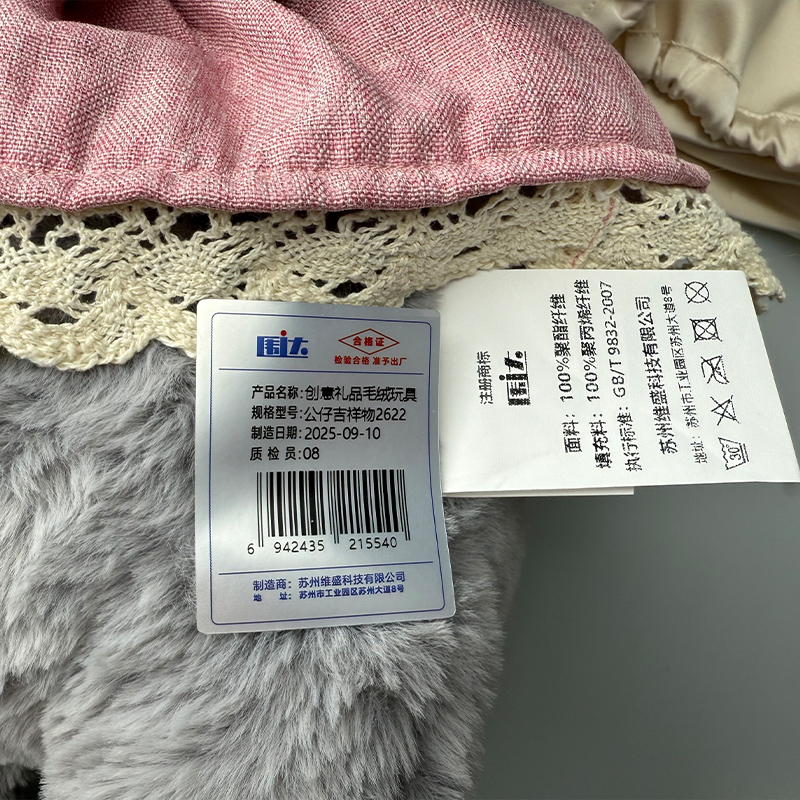 围达
合格证
检验合格 准予出厂
产品名称:创意礼品毛绒玩具
规格型号:公仔吉祥物2622
制造日期:2025-09-10
质 检 员:08
6 942435 215540
制造商：苏州维盛科技有限公司
地 址：苏州市工业园区苏州大道8号
注册商标
面料：100%聚酯纤维
填充料：100%聚丙烯纤维
执行标准：GB/T 9832-2007
苏州维盛科技有限公司
地址：苏州市工业园区苏州大道8号
30°